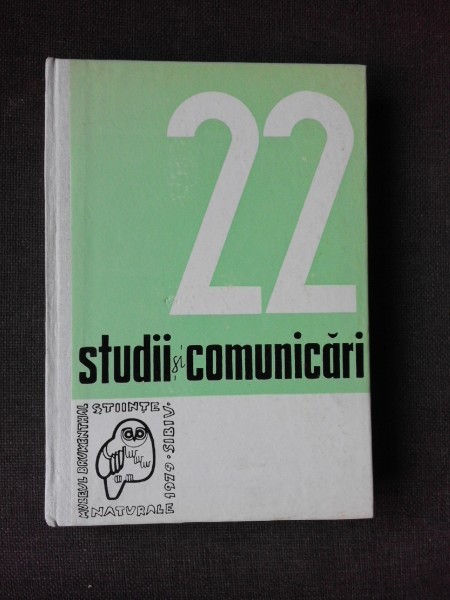 22
studii și comunicări
MUZEUL BRUKENTHAL
ȘTIINȚE
NATURALE
1979 · SIBIU ·